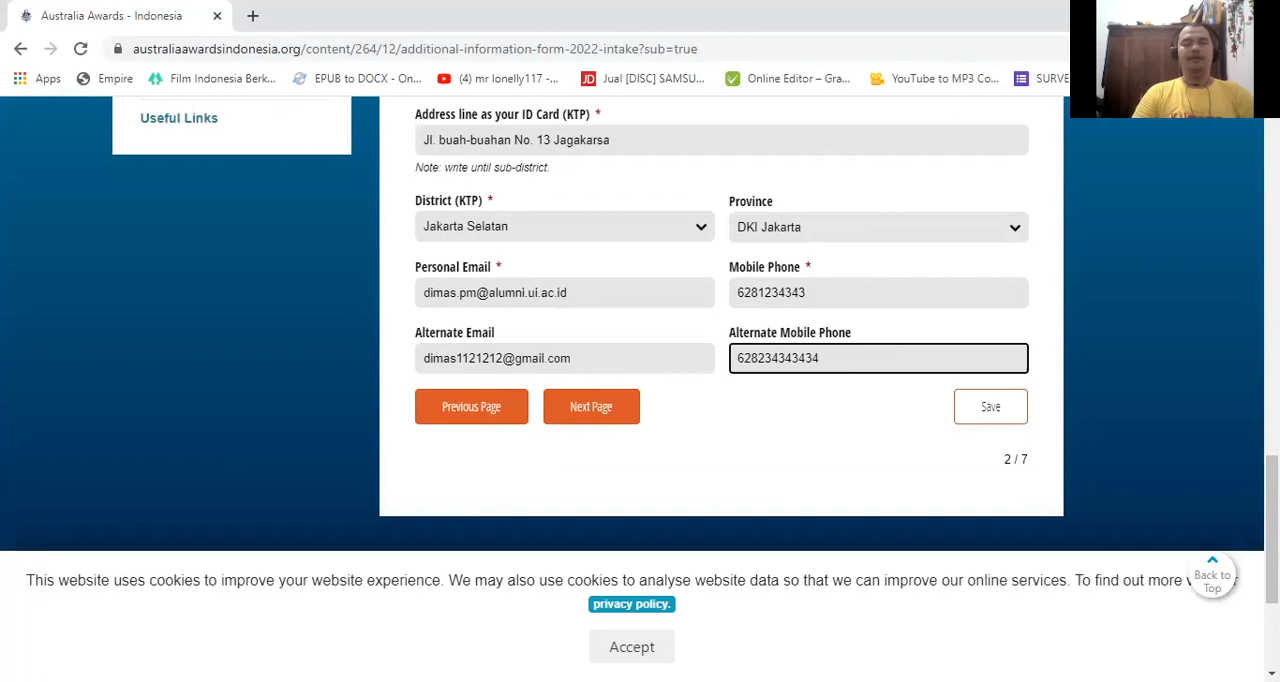 Australia Awards - Indonesia
australiaawardsindonesia.org/content/264/12/additional-information-form-2022-intake?sub=true
Apps Empire Film Indonesia Berk... EPUB to DOCX - On... (4) mr lonelly117 -... JD Jual [DISC] SAMSU... Online Editor – Gra... YouTube to MP3 Co... SURVE
Useful Links
Address line as your ID Card (KTP) *
Jl. buah-buahan No. 13 Jagakarsa
Note: write until sub-district.
District (KTP) * Province
Jakarta Selatan DKI Jakarta
Personal Email * Mobile Phone *
dimas.pm@alumni.ui.ac.id 6281234343
Alternate Email Alternate Mobile Phone
dimas1121212@gmail.com 628234343434
Previous Page Next Page Save
2 / 7
This website uses cookies to improve your website experience. We may also use cookies to analyse website data so that we can improve our online services. To find out more
privacy policy.
Back to
Top
Accept